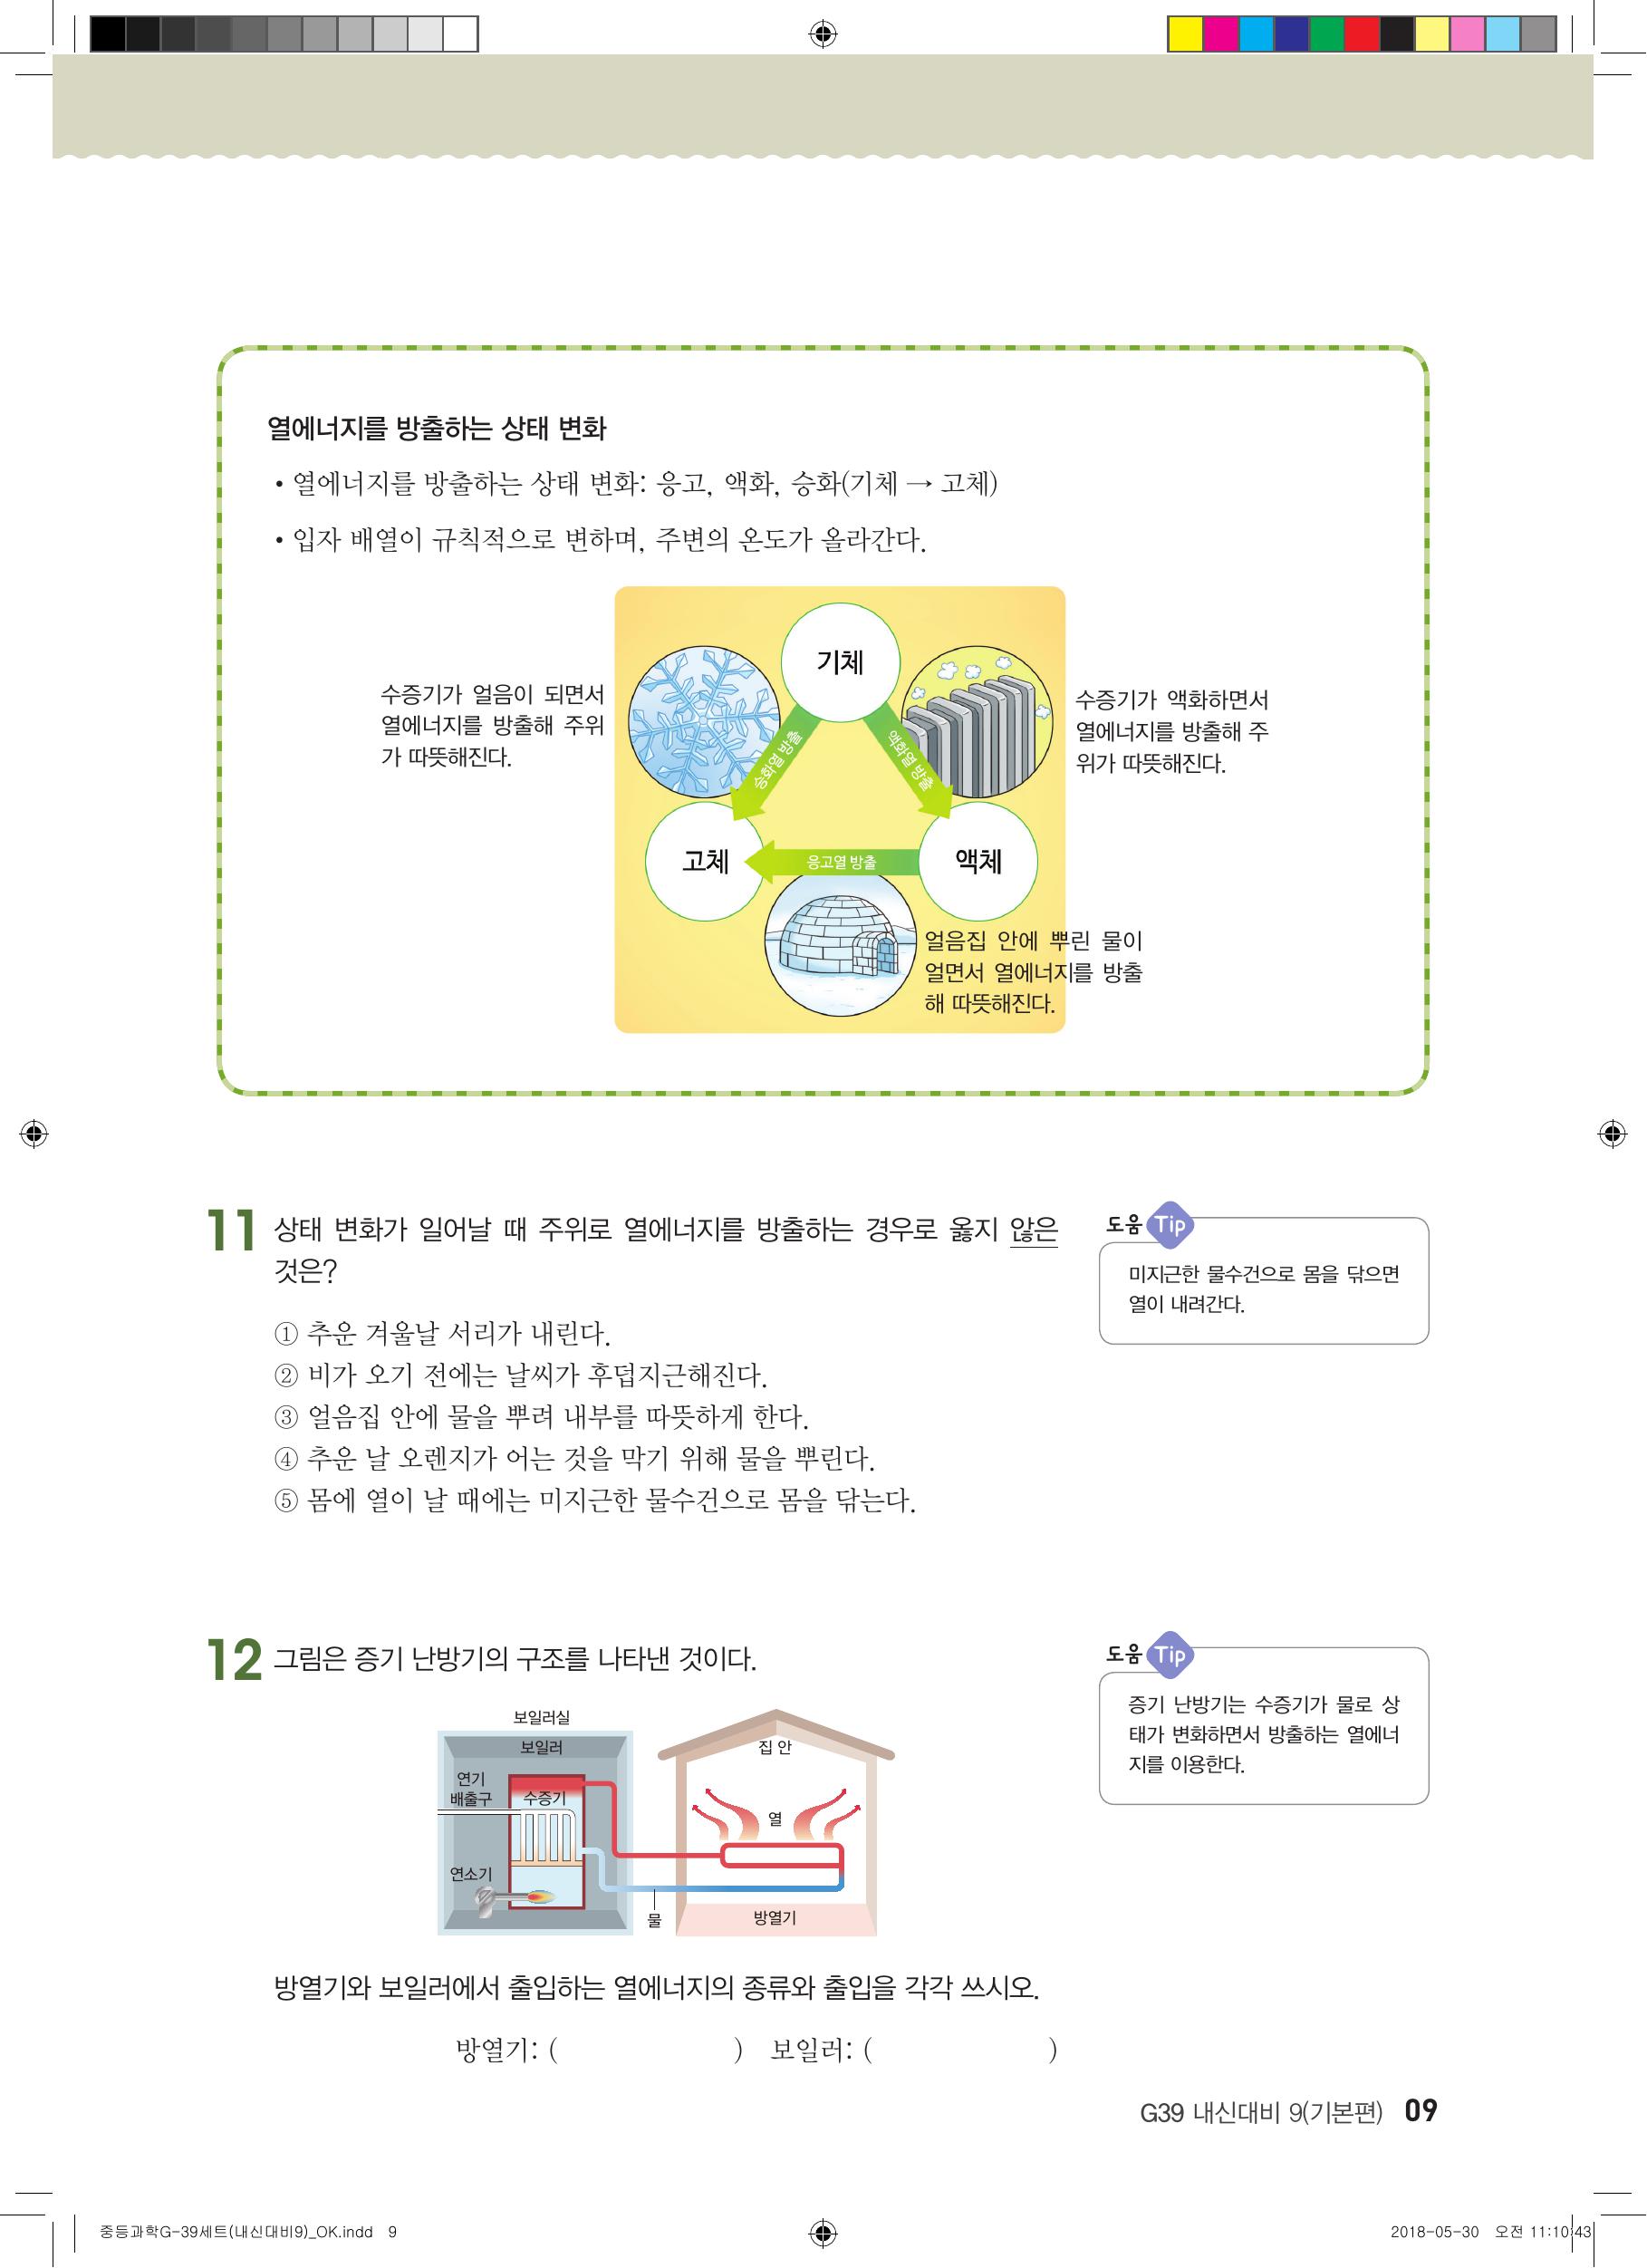 열에너지를 방출하는 상태 변화
• 열에너지를 방출하는 상태 변화: 응고, 액화, 승화(기체 → 고체)
• 입자 배열이 규칙적으로 변하며, 주변의 온도가 올라간다.
수증기가 얼음이 되면서
열에너지를 방출해 주위
가 따뜻해진다.
기체
승화열 방출
액화열 방출
수증기가 액화하면서
열에너지를 방출해 주
위가 따뜻해진다.
고체
응고열 방출
액체
얼음집 안에 뿌린 물이
얼면서 열에너지를 방출
해 따뜻해진다.
11 상태 변화가 일어날 때 주위로 열에너지를 방출하는 경우로 옳지 않은
것은?
① 추운 겨울날 서리가 내린다.
② 비가 오기 전에는 날씨가 후덥지근해진다.
③ 얼음집 안에 물을 뿌려 내부를 따뜻하게 한다.
④ 추운 날 오렌지가 어는 것을 막기 위해 물을 뿌린다.
⑤ 몸에 열이 날 때에는 미지근한 물수건으로 몸을 닦는다.
도움 Tip
미지근한 물수건으로 몸을 닦으면
열이 내려간다.
12 그림은 증기 난방기의 구조를 나타낸 것이다.
보일러실
보일러
연기
배출구
수증기
연소기
물
집 안
열
방열기
도움 Tip
증기 난방기는 수증기가 물로 상
태가 변화하면서 방출하는 열에너
지를 이용한다.
방열기와 보일러에서 출입하는 열에너지의 종류와 출입을 각각 쓰시오.
방열기: ( ) 보일러: ( )
G39 내신대비 9(기본편) 09
중등과학G-39세트(내신대비9)_OK.indd 9
2018-05-30 오전 11:10:43